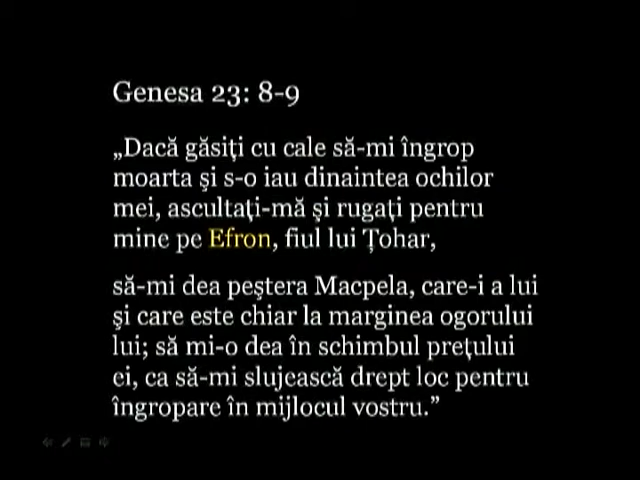 Genesa 23: 8-9
„Dacă găsiţi cu cale să-mi îngrop
moarta şi s-o iau dinaintea ochilor
mei, ascultaţi-mă şi rugaţi pentru
mine pe Efron, fiul lui Ţohar,
să-mi dea peştera Macpela, care-i a lui
şi care este chiar la marginea ogorului
lui; să mi-o dea în schimbul preţului
ei, ca să-mi slujească drept loc pentru
îngropare în mijlocul vostru.”